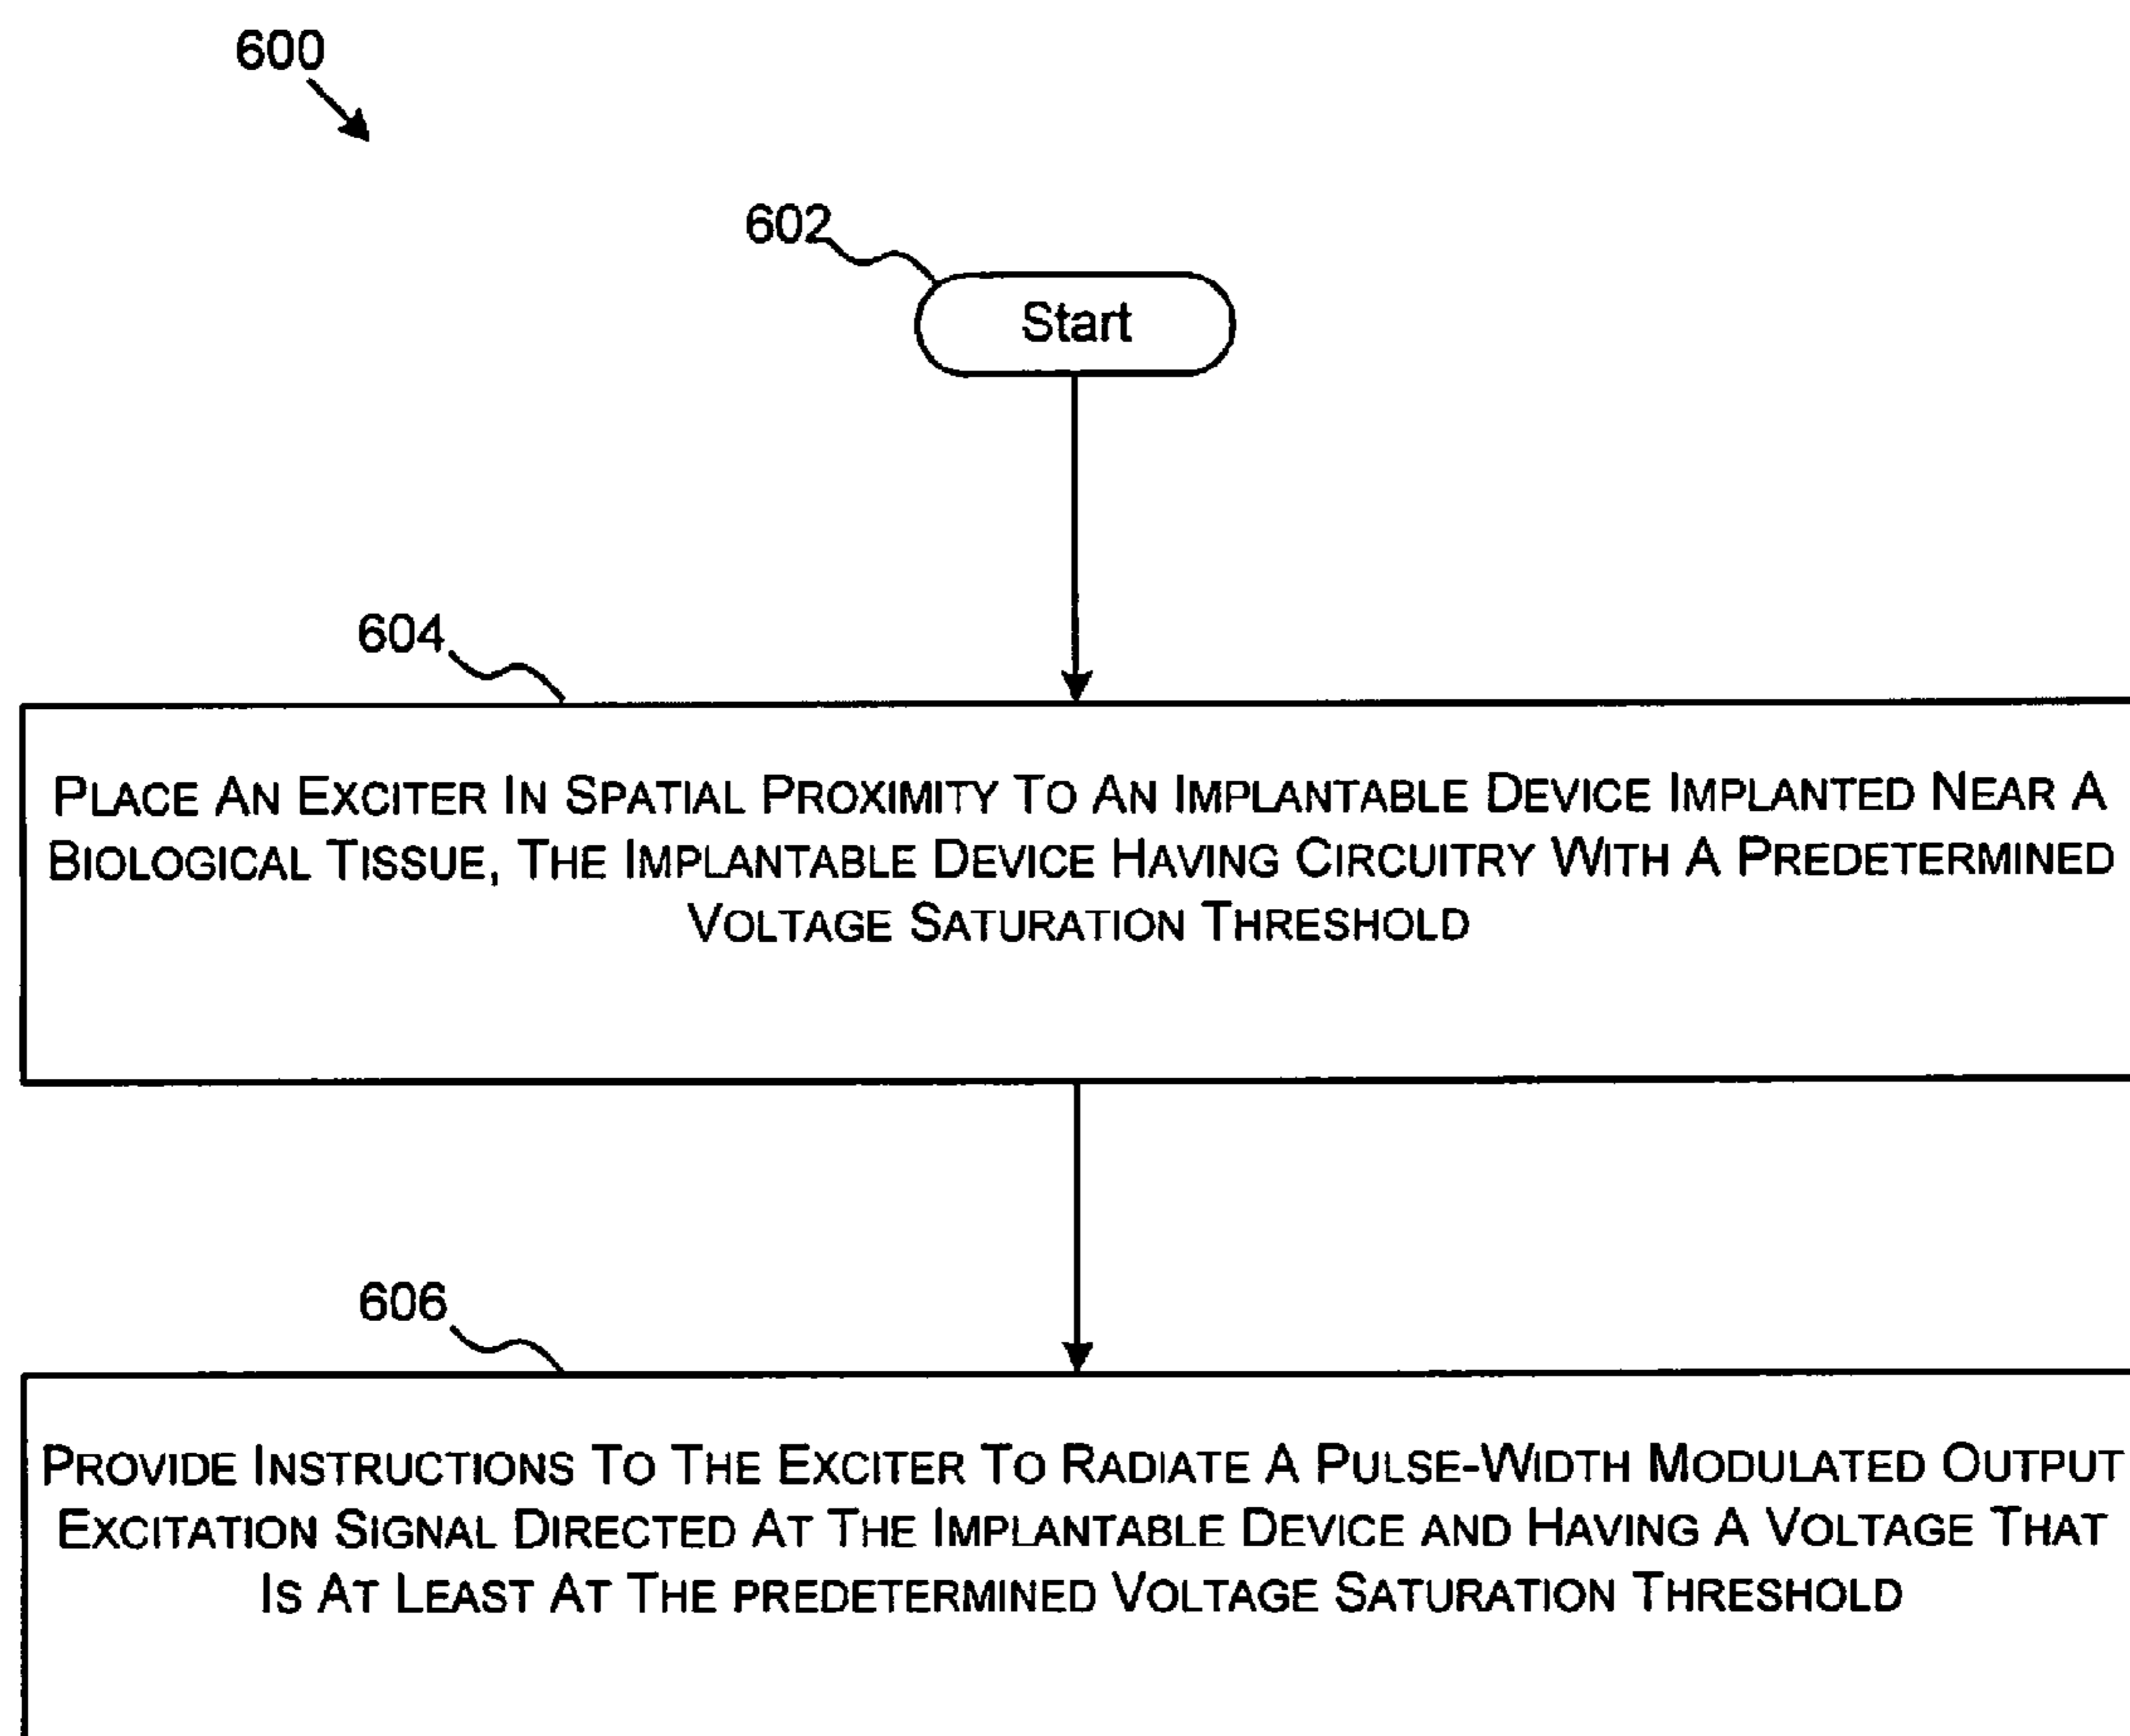 600
602
Start
604
PLACE AN EXCITER IN SPATIAL PROXIMITY TO AN IMPLANTABLE DEVICE IMPLANTED NEAR A
BIOLOGICAL TISSUE, THE IMPLANTABLE DEVICE HAVING CIRCUITRY WITH A PREDETERMINED
VOLTAGE SATURATION THRESHOLD
606
PROVIDE INSTRUCTIONS TO THE EXCITER TO RADIATE A PULSE-WIDTH MODULATED OUTPUT
EXCITATION SIGNAL DIRECTED AT THE IMPLANTABLE DEVICE AND HAVING A VOLTAGE THAT
IS AT LEAST AT THE PREDETERMINED VOLTAGE SATURATION THRESHOLD